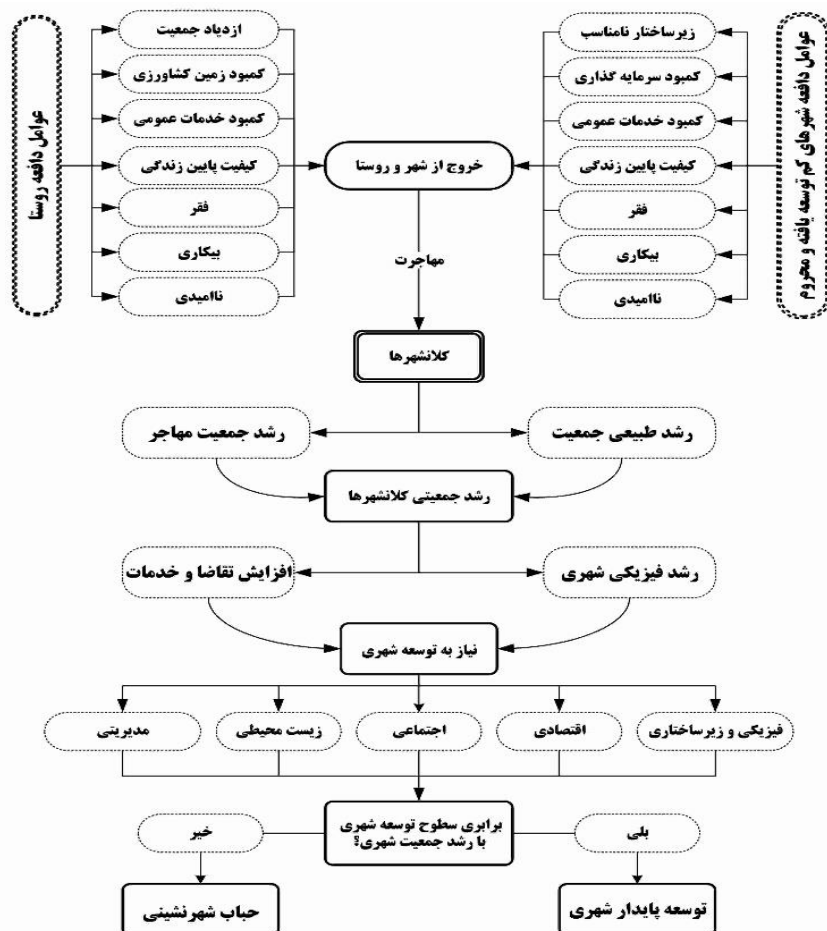 عوامل دافعه شهرهای کم توسعه یافته و محروم
زیرساختار نامناسب
کمبود سرمایه گذاری
کمبود خدمات عمومی
کیفیت پایین زندگی
فقر
بیکاری
ناامیدی
خروج از شهر و روستا
ازدیاد جمعیت
کمبود زمین کشاورزی
کمبود خدمات عمومی
کیفیت پایین زندگی
فقر
بیکاری
ناامیدی
عوامل دافعه روستا
مهاجرت
کلانشهرها
رشد طبیعی جمعیت
رشد جمعیت مهاجر
رشد جمعیتی کلانشهرها
رشد فیزیکی شهری
افزایش تقاضا و خدمات
نیاز به توسعه شهری
فیزیکی و زیرساختاری
اقتصادی
اجتماعی
زیست محیطی
مدیریتی
برابری سطوح توسعه شهری
با رشد جمعیت شهری؟
بلی
خیر
توسعه پایدار شهری
حباب شهرنشینی